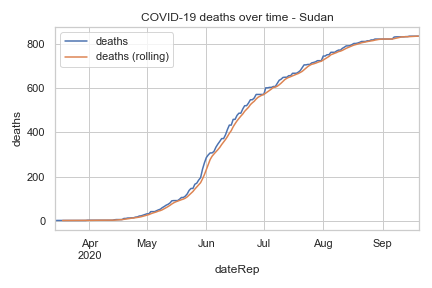 COVID-19 deaths over time - Sudan
deaths
deaths (rolling)
800
600
400
200
0
deaths
Apr
2020
May
Jun
Jul
Aug
Sep
dateRep